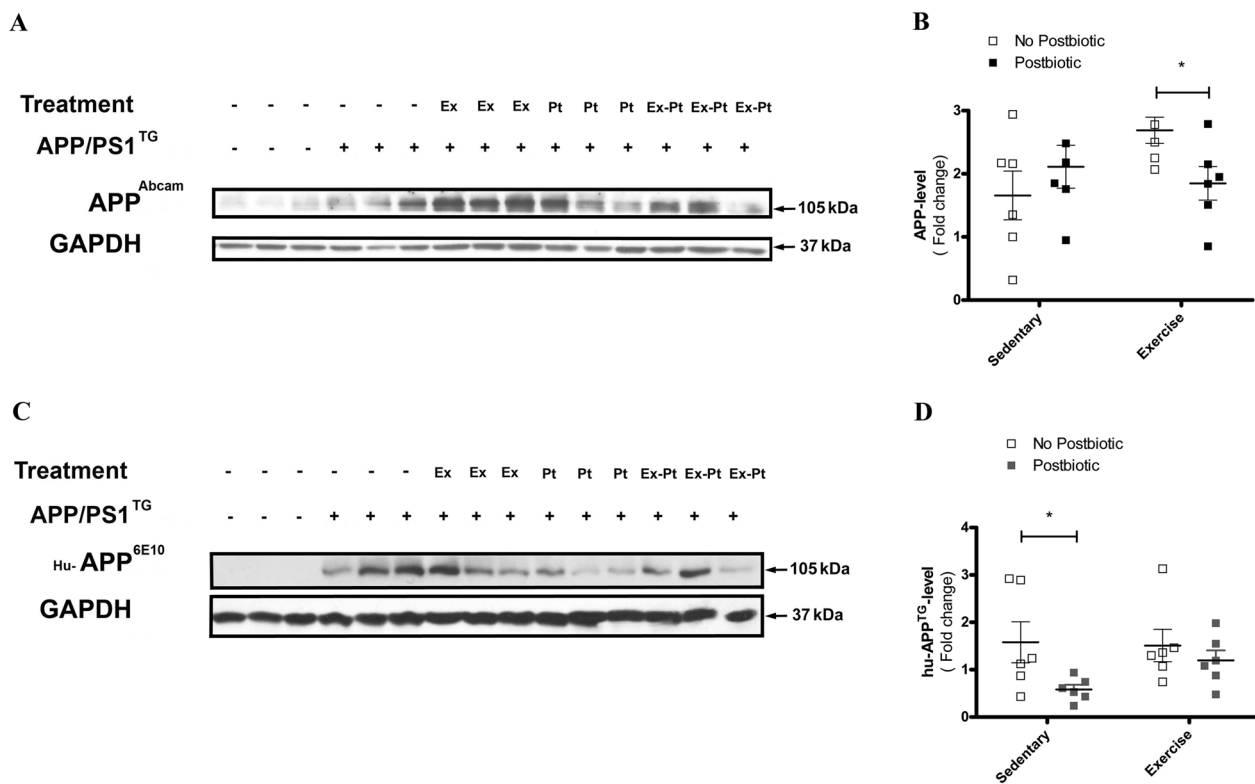 A
Treatment - - - - - - Ex Ex Ex Pt Pt Pt Ex-Pt Ex-Pt Ex-Pt
APP/PS1TG - - - + + + + + + + + + + + +
APPAbcam 105 kDa
GAPDH 37 kDa
B
No Postbiotic
Postbiotic
*
APP-level
( Fold change)
3
2
1
0
Sedentary
Exercise
C
Treatment - - - - - - Ex Ex Ex Pt Pt Pt Ex-Pt Ex-Pt Ex-Pt
APP/PS1TG - - - + + + + + + + + + + + +
Hu- APP6E10 105 kDa
GAPDH 37 kDa
D
No Postbiotic
Postbiotic
*
hu-APPTG-level
( Fold change)
4
3
2
1
0
Sedentary
Exercise